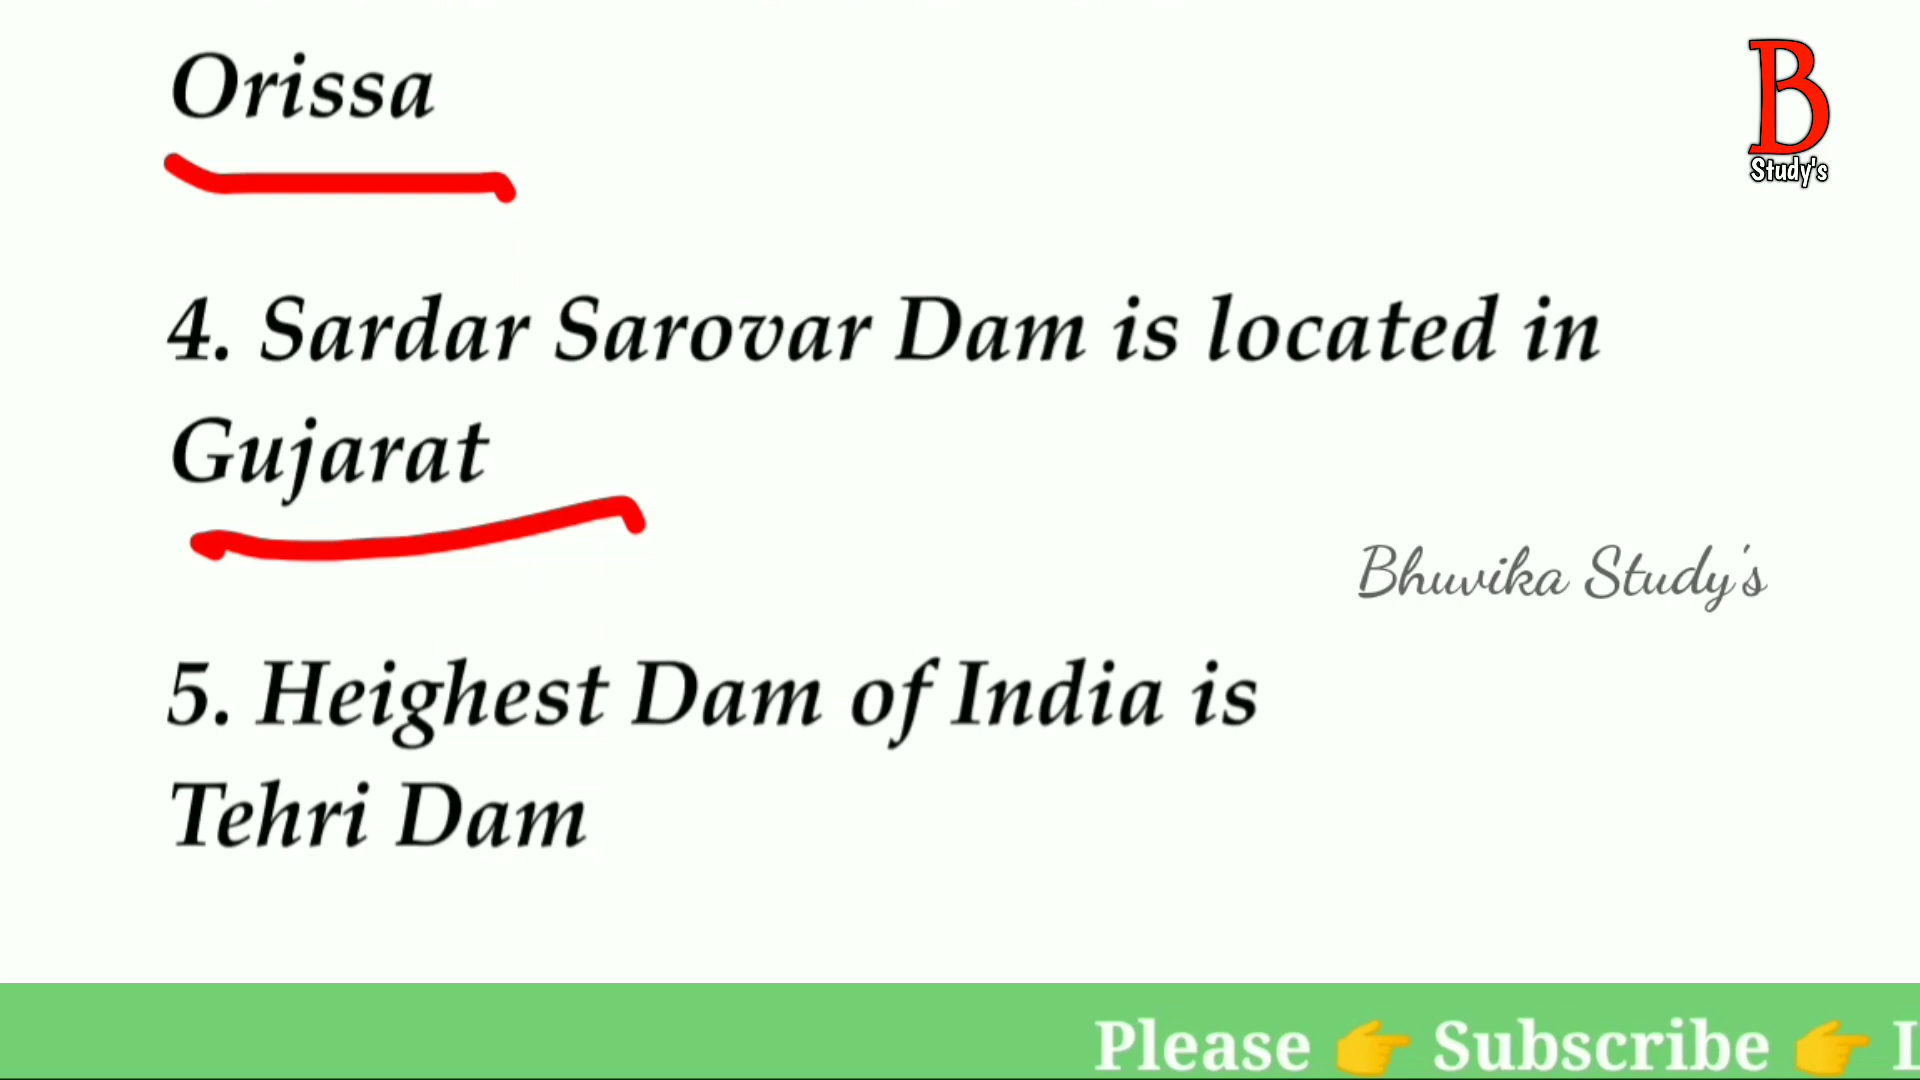 Orissa
B
Study's
4. Sardar Sarovar Dam is located in
Gujarat
Bhuvika Study's
5. Heighest Dam of India is
Tehri Dam
Please 👉 Subscribe 👉 L